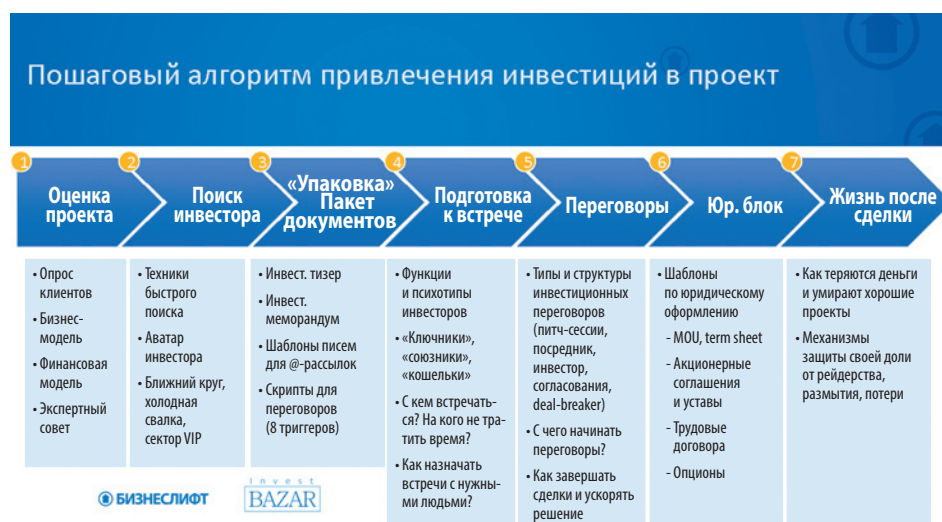 Пошаговый алгоритм привлечения инвестиций в проект
1
Оценка
проекта
• Опрос
клиентов
• Бизнес-
модель
• Финансовая
модель
• Экспертный
совет
2
Поиск
инвестора
• Техники
быстрого
поиска
• Аватар
инвестора
• Ближний круг,
холодная
свалка,
сектор VIP
3
«Упаковка»
Пакет
документов
• Инвест. тизер
• Инвест.
меморандум
• Шаблоны писем
для @-рассылок
• Скрипты для
переговоров
(8 триггеров)
4
Подготовка
к встрече
• Функции
и психотипы
инвесторов
• «Ключники»,
«союзники»,
«кошельки»
• С кем встречать-
ся? На кого не тра-
тить время?
• Как назначать
встречи с нужны-
ми людьми?
5
Переговоры
• Типы и структуры
инвестиционных
переговоров
(питч-сессии,
посредник,
инвестор,
согласования,
deal-breaker)
• С чего начинать
переговоры?
• Как завершать
сделки и ускорять
решение
6
Юр. блок
• Шаблоны
по юридическому
оформлению
- MOU, term sheet
- Акционерные
соглашения
и уставы
- Трудовые
договора
- Опционы
7
Жизнь после
сделки
• Как теряются деньги
и умирают хорошие
проекты
• Механизмы
защиты своей доли
от рейдерства,
размытия, потери
БИЗНЕСЛИФТ
invest
BAZAR